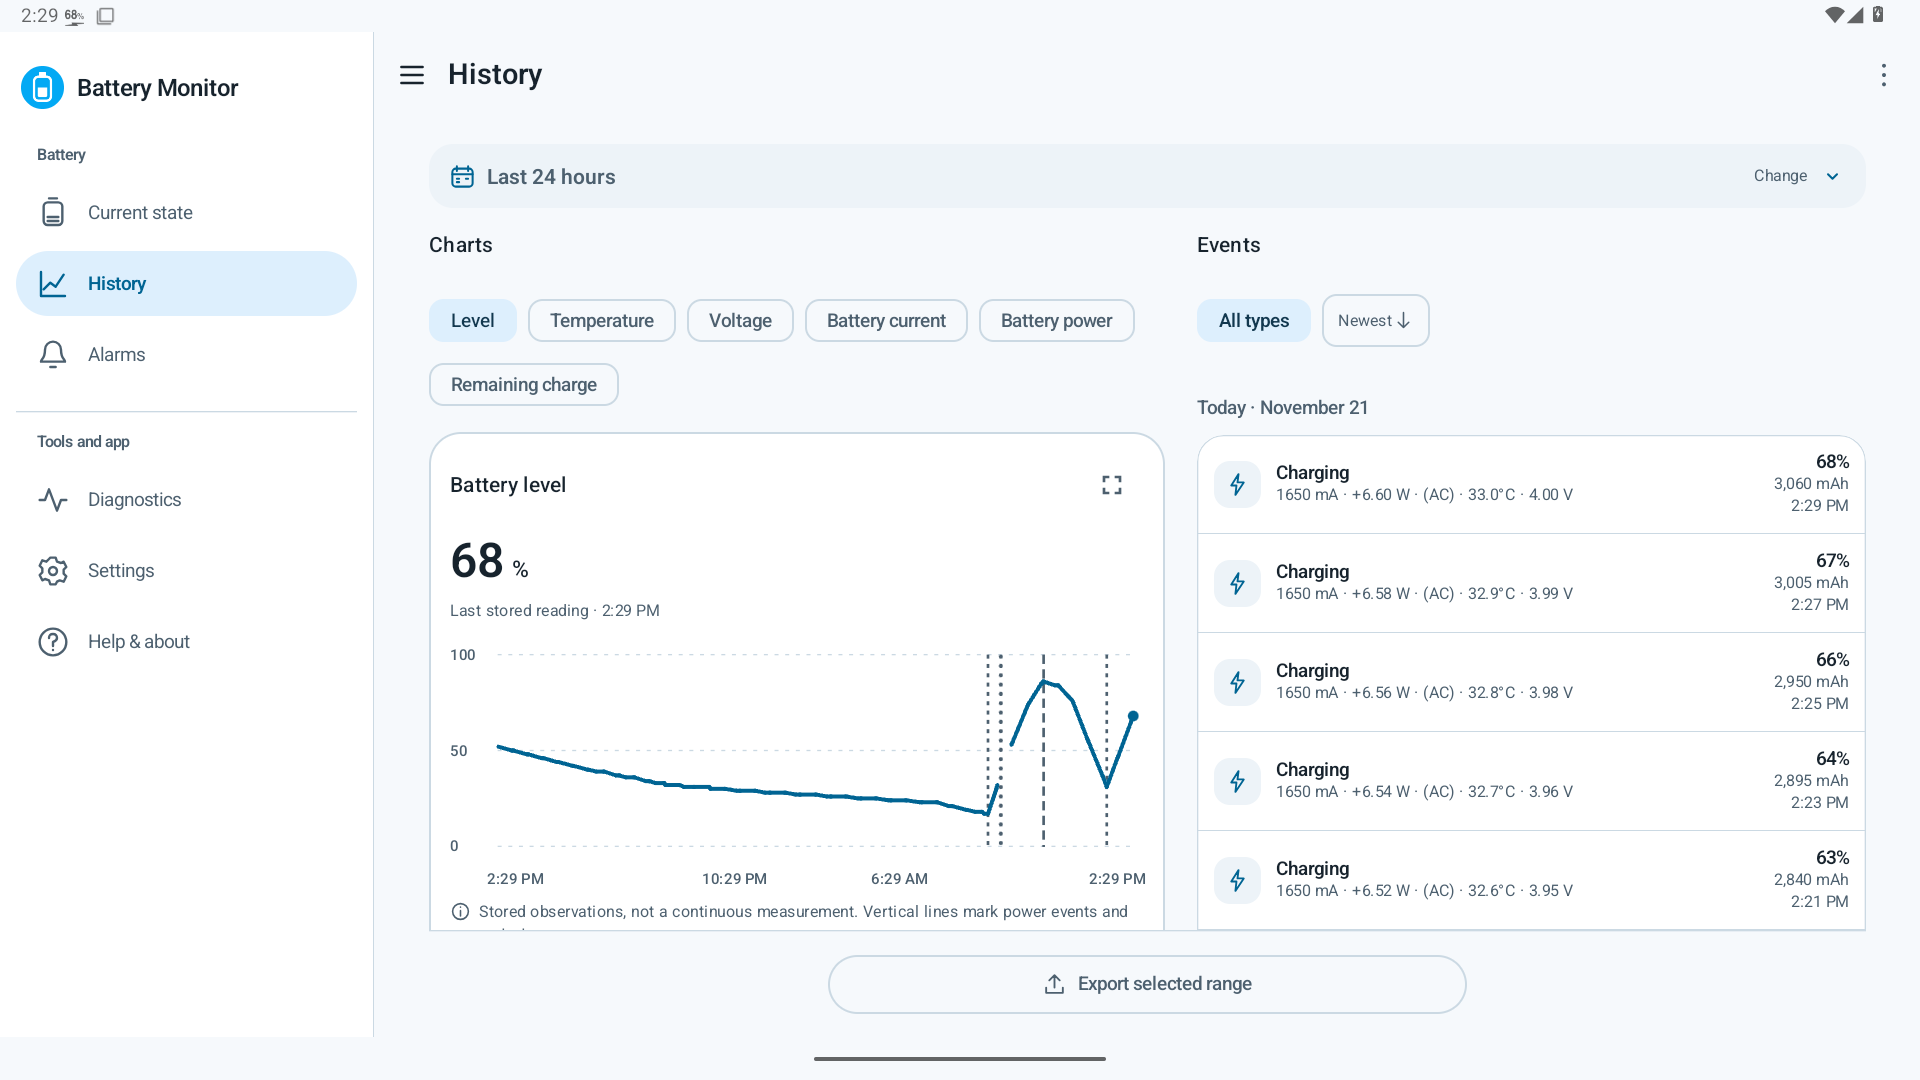 2:29 68%
Battery Monitor
Battery
Current state
History
Alarms
Tools and app
Diagnostics
Settings
Help & about
History
Last 24 hours
Change
Charts
Level
Temperature
Voltage
Battery current
Battery power
Remaining charge
Battery level
68 %
Last stored reading · 2:29 PM
100
50
0
2:29 PM
10:29 PM
6:29 AM
2:29 PM
Stored observations, not a continuous measurement. Vertical lines mark power events and
Events
All types
Newest
Today · November 21
Charging
1650 mA · +6.60 W · (AC) · 33.0°C · 4.00 V
68%
3,060 mAh
2:29 PM
Charging
1650 mA · +6.58 W · (AC) · 32.9°C · 3.99 V
67%
3,005 mAh
2:27 PM
Charging
1650 mA · +6.56 W · (AC) · 32.8°C · 3.98 V
66%
2,950 mAh
2:25 PM
Charging
1650 mA · +6.54 W · (AC) · 32.7°C · 3.96 V
64%
2,895 mAh
2:23 PM
Charging
1650 mA · +6.52 W · (AC) · 32.6°C · 3.95 V
63%
2,840 mAh
2:21 PM
Export selected range